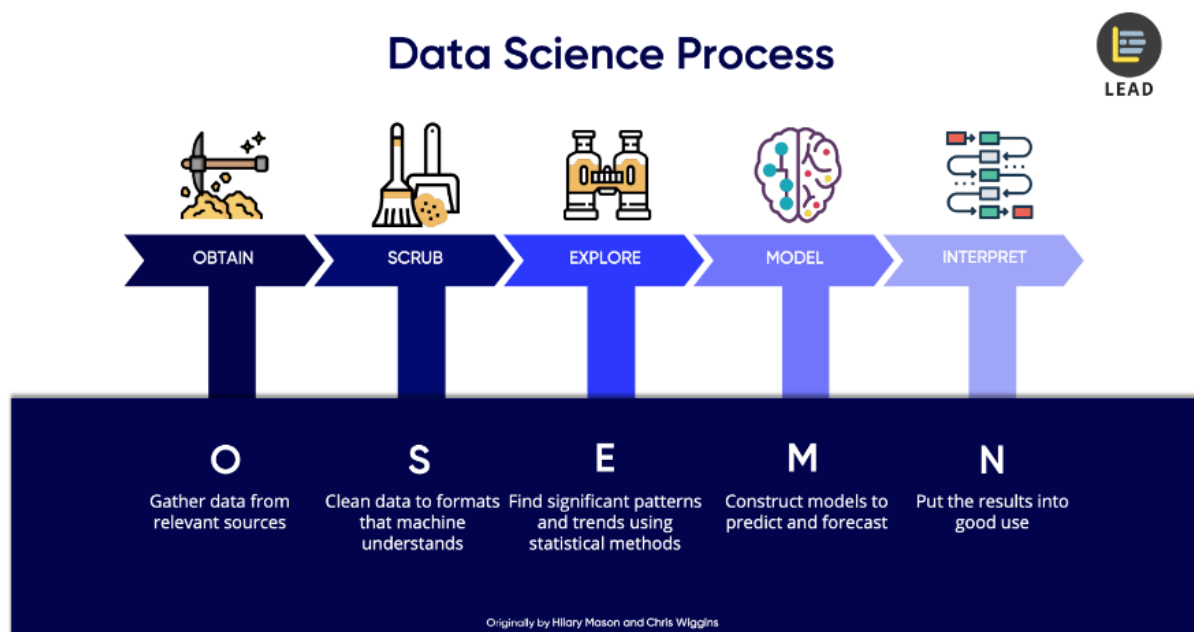 Data Science Process
LEAD
OBTAIN
SCRUB
EXPLORE
MODEL
INTERPRET
O
Gather data from
relevant sources
S
Clean data to formats
that machine
understands
E
Find significant patterns
and trends using
statistical methods
M
Construct models to
predict and forecast
N
Put the results into
good use
Originally by Hilary Mason and Chris Wiggins